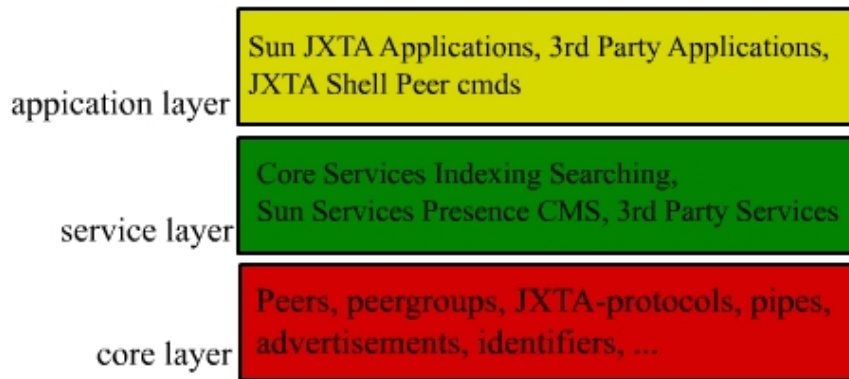 Sun JXTA Applications, 3rd Party Applications,
JXTA Shell Peer cmds
appication layer
Core Services Indexing Searching,
Sun Services Presence CMS, 3rd Party Services
service layer
Peers, peergroups, JXTA-protocols, pipes,
advertisements, identifiers, ...
core layer